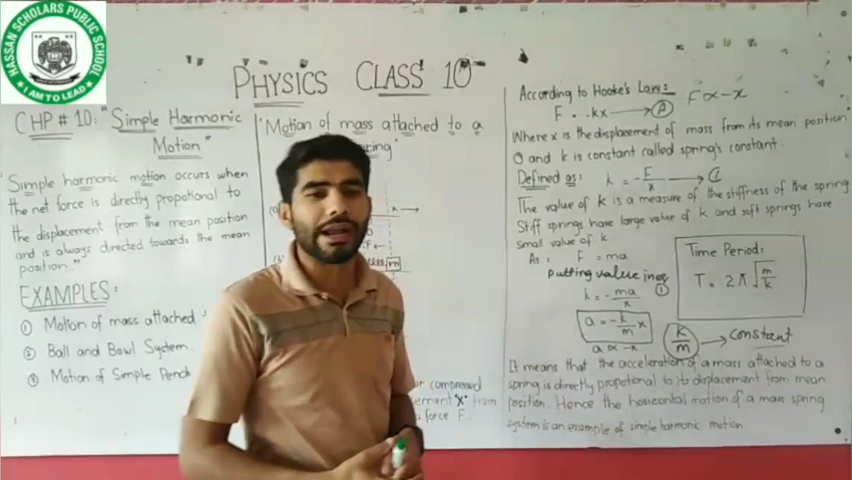 HASSAN SCHOLARS PUBLIC SCHOOL
I AM TO LEAD
PHYSICS CLASS 10
CHP # 10: "Simple Harmonic
Motion"
"Simple harmonic motion occurs when
the net force is directly propotional to
the displacement from the mean position
and is always directed towards the mean
position."
EXAMPLES:
① Motion of mass attached
② Ball and Bowl System.
③ Motion of Simple Pend
"Motion of mass attached to a
ring"
x
F
m
or compressed
"x" from
force F.
According to Hooke's Law:
F = -kx → Ⓐ F ∝ -x
Where x is the displacement of mass from its mean position"
O and k is constant called spring's constant.
Defined as: k = -F/x →
The value of k is a measure of the stiffness of the spring
Stiff springs have large value of k and soft springs have
small value of k.
As: F = ma
putting value in eq ①
k = -ma/x
a = -k/m x
a ∝ -x
Time Period:
T = 2π√m/k
k/m → constant
It means that the acceleration of a mass attached to a
spring is directly propotional to its displacement from mean
position. Hence the horizontal motion of a mass spring
system is an example of simple harmonic motion